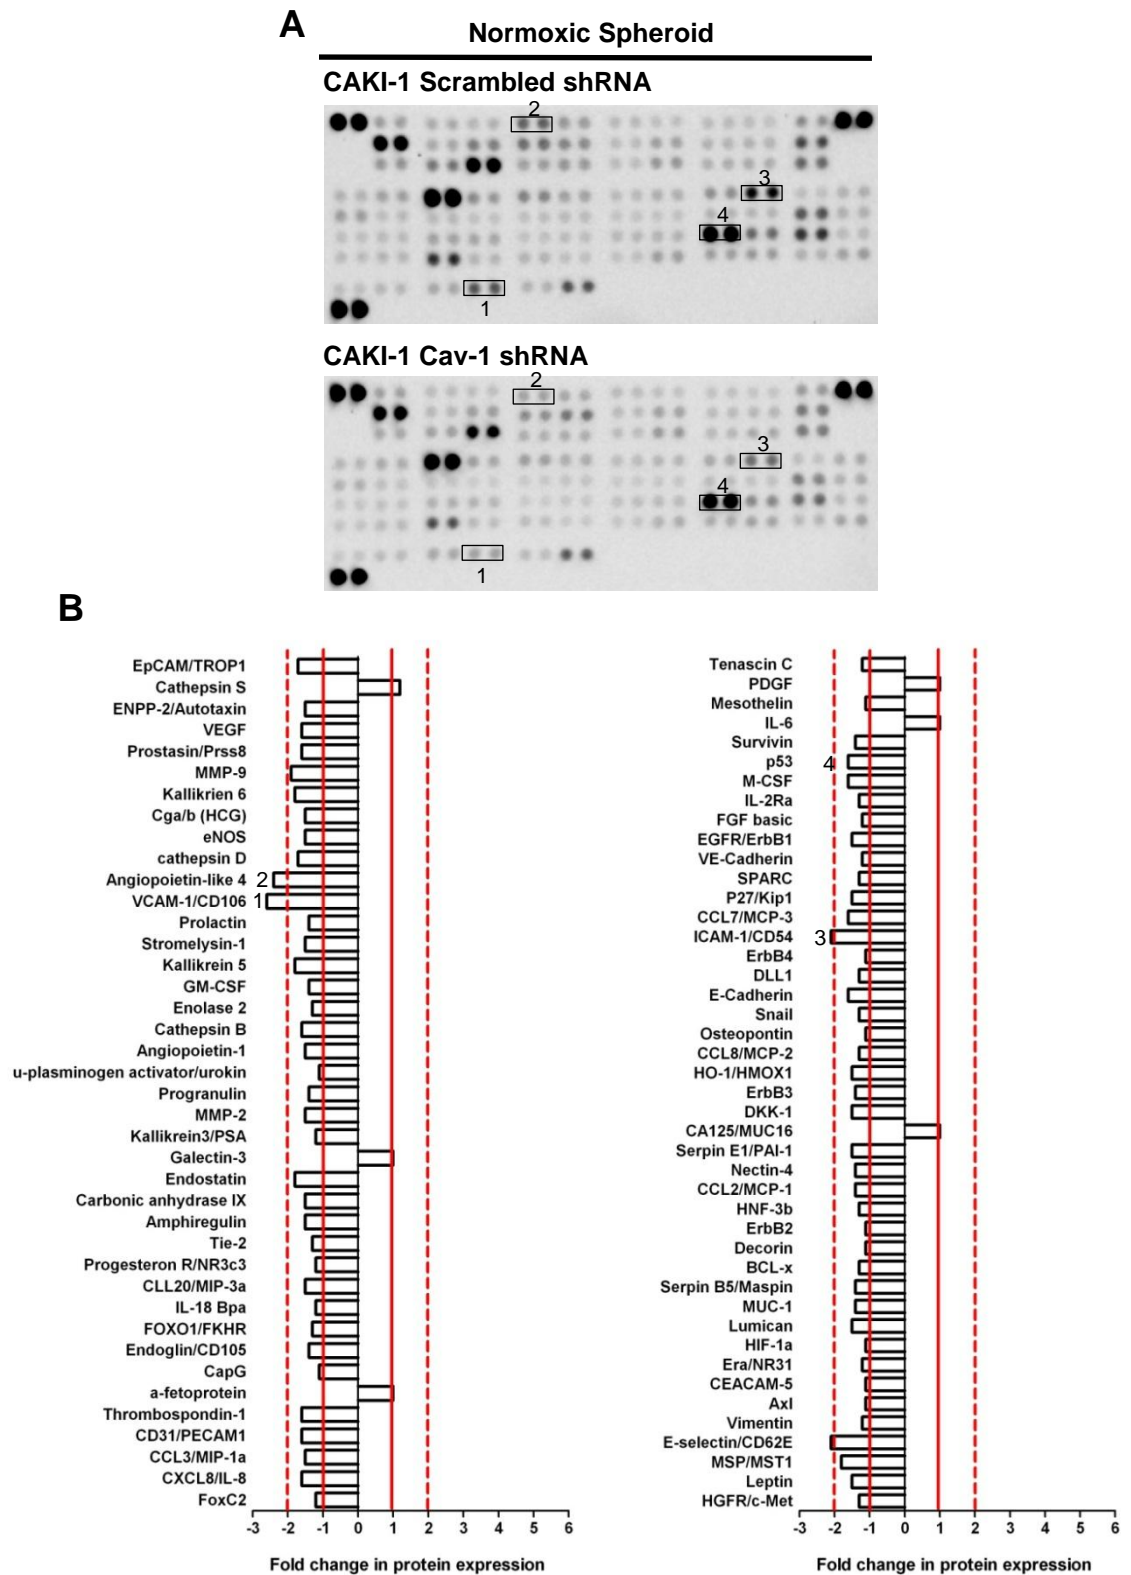 A
Normoxic Spheroid
CAKI-1 Scrambled shRNA
2
3
4
1
CAKI-1 Cav-1 shRNA
2
3
4
1
B
EpCAM/TROP1
Cathepsin S
ENPP-2/Autotaxin
VEGF
Prostasin/Prss8
MMP-9
Kallikrien 6
Cga/b (HCG)
eNOS
cathepsin D
Angiopoietin-like 4 2
VCAM-1/CD106 1
Prolactin
Stromelysin-1
Kallikrein 5
GM-CSF
Enolase 2
Cathepsin B
Angiopoietin-1
u-plasminogen activator/urokin
Progranulin
MMP-2
Kallikrein3/PSA
Galectin-3
Endostatin
Carbonic anhydrase IX
Amphiregulin
Tie-2
Progesteron R/NR3c3
CLL20/MIP-3a
IL-18 Bpa
FOXO1/FKHR
Endoglin/CD105
CapG
a-fetoprotein
Thrombospondin-1
CD31/PECAM1
CCL3/MIP-1a
CXCL8/IL-8
FoxC2
-3 -2 -1 0 1 2 3 4 5 6
Fold change in protein expression
Tenascin C
PDGF
Mesothelin
IL-6
Survivin
p53 4
M-CSF
IL-2Ra
FGF basic
EGFR/ErbB1
VE-Cadherin
SPARC
P27/Kip1
CCL7/MCP-3
ICAM-1/CD54 3
ErbB4
DLL1
E-Cadherin
Snail
Osteopontin
CCL8/MCP-2
HO-1/HMOX1
ErbB3
DKK-1
CA125/MUC16
Serpin E1/PAI-1
Nectin-4
CCL2/MCP-1
HNF-3b
ErbB2
Decorin
BCL-x
Serpin B5/Maspin
MUC-1
Lumican
HIF-1a
Era/NR31
CEACAM-5
Axl
Vimentin
E-selectin/CD62E
MSP/MST1
Leptin
HGFR/c-Met
-3 -2 -1 0 1 2 3 4 5 6
Fold change in protein expression